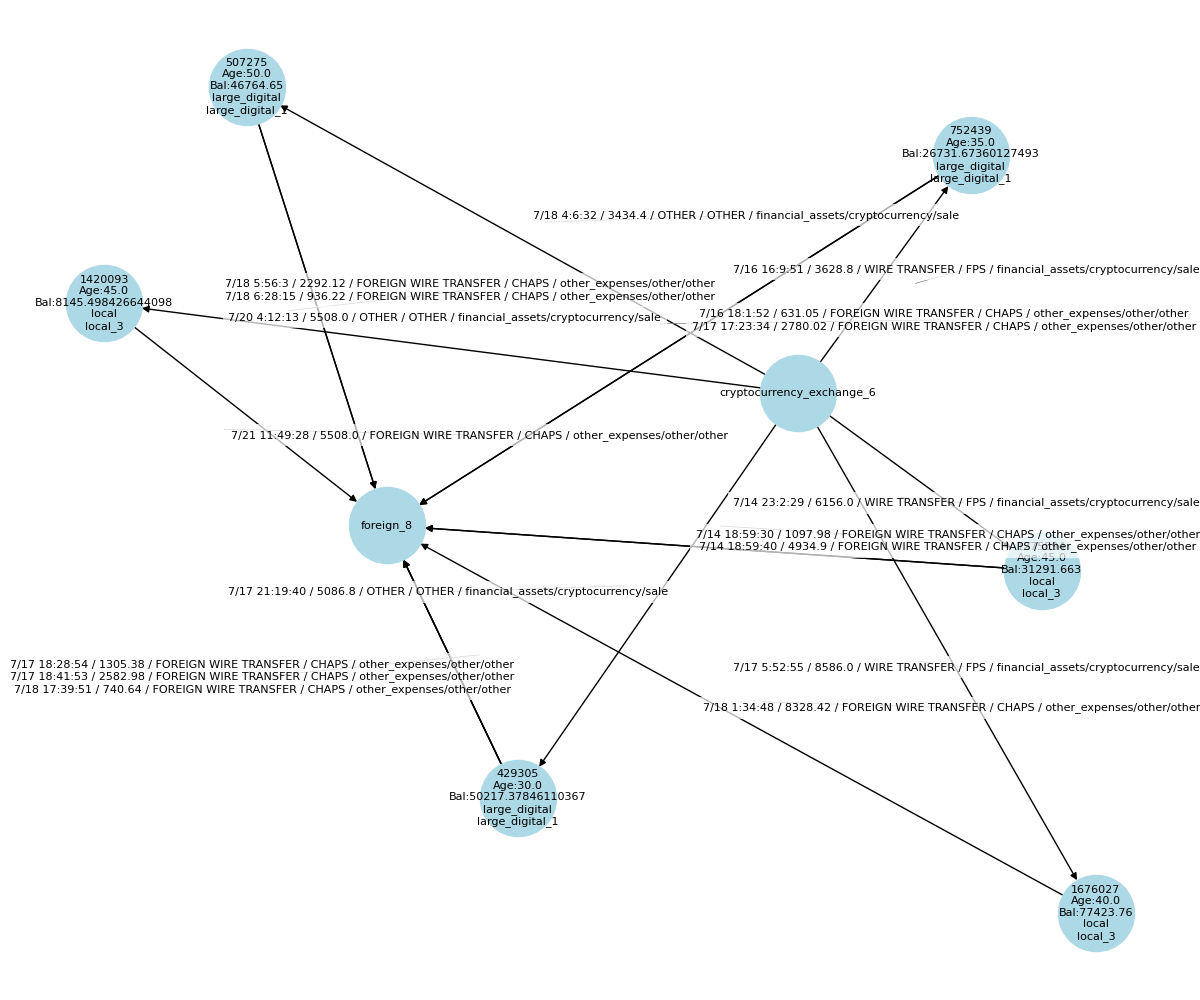 507275
Age:50.0
Bal:46764.65
large_digital
large_digital_1
752439
Age:35.0
Bal:26731.67360127493
large_digital
large_digital_1
7/18 4:6:32 / 3434.4 / OTHER / OTHER / financial_assets/cryptocurrency/sale
7/16 16:9:51 / 3628.8 / WIRE TRANSFER / FPS / financial_assets/cryptocurrency/sale
1420093
Age:45.0
Bal:8145.498426644098
local
local_3
7/18 5:56:3 / 2292.12 / FOREIGN WIRE TRANSFER / CHAPS / other_expenses/other/other
7/18 6:28:15 / 936.22 / FOREIGN WIRE TRANSFER / CHAPS / other_expenses/other/other
7/20 4:12:13 / 5508.0 / OTHER / OTHER / financial_assets/cryptocurrency/sale
7/16 18:1:52 / 631.05 / FOREIGN WIRE TRANSFER / CHAPS / other_expenses/other/other
7/17 17:23:34 / 2780.02 / FOREIGN WIRE TRANSFER / CHAPS / other_expenses/other/other
cryptocurrency_exchange_6
7/21 11:49:28 / 5508.0 / FOREIGN WIRE TRANSFER / CHAPS / other_expenses/other/other
foreign_8
7/14 23:2:29 / 6156.0 / WIRE TRANSFER / FPS / financial_assets/cryptocurrency/sale
7/14 18:59:30 / 1097.98 / FOREIGN WIRE TRANSFER / CHAPS / other_expenses/other/other
7/14 18:59:40 / 4934.9 / FOREIGN WIRE TRANSFER / CHAPS / other_expenses/other/other
Age:45.0
Bal:31291.663
local
local_3
7/17 21:19:40 / 5086.8 / OTHER / OTHER / financial_assets/cryptocurrency/sale
7/17 18:28:54 / 1305.38 / FOREIGN WIRE TRANSFER / CHAPS / other_expenses/other/other
7/17 18:41:53 / 2582.98 / FOREIGN WIRE TRANSFER / CHAPS / other_expenses/other/other
7/18 17:39:51 / 740.64 / FOREIGN WIRE TRANSFER / CHAPS / other_expenses/other/other
7/17 5:52:55 / 8586.0 / WIRE TRANSFER / FPS / financial_assets/cryptocurrency/sale
7/18 1:34:48 / 8328.42 / FOREIGN WIRE TRANSFER / CHAPS / other_expenses/other/other
429305
Age:30.0
Bal:50217.37846110367
large_digital
large_digital_1
1676027
Age:40.0
Bal:77423.76
local
local_3